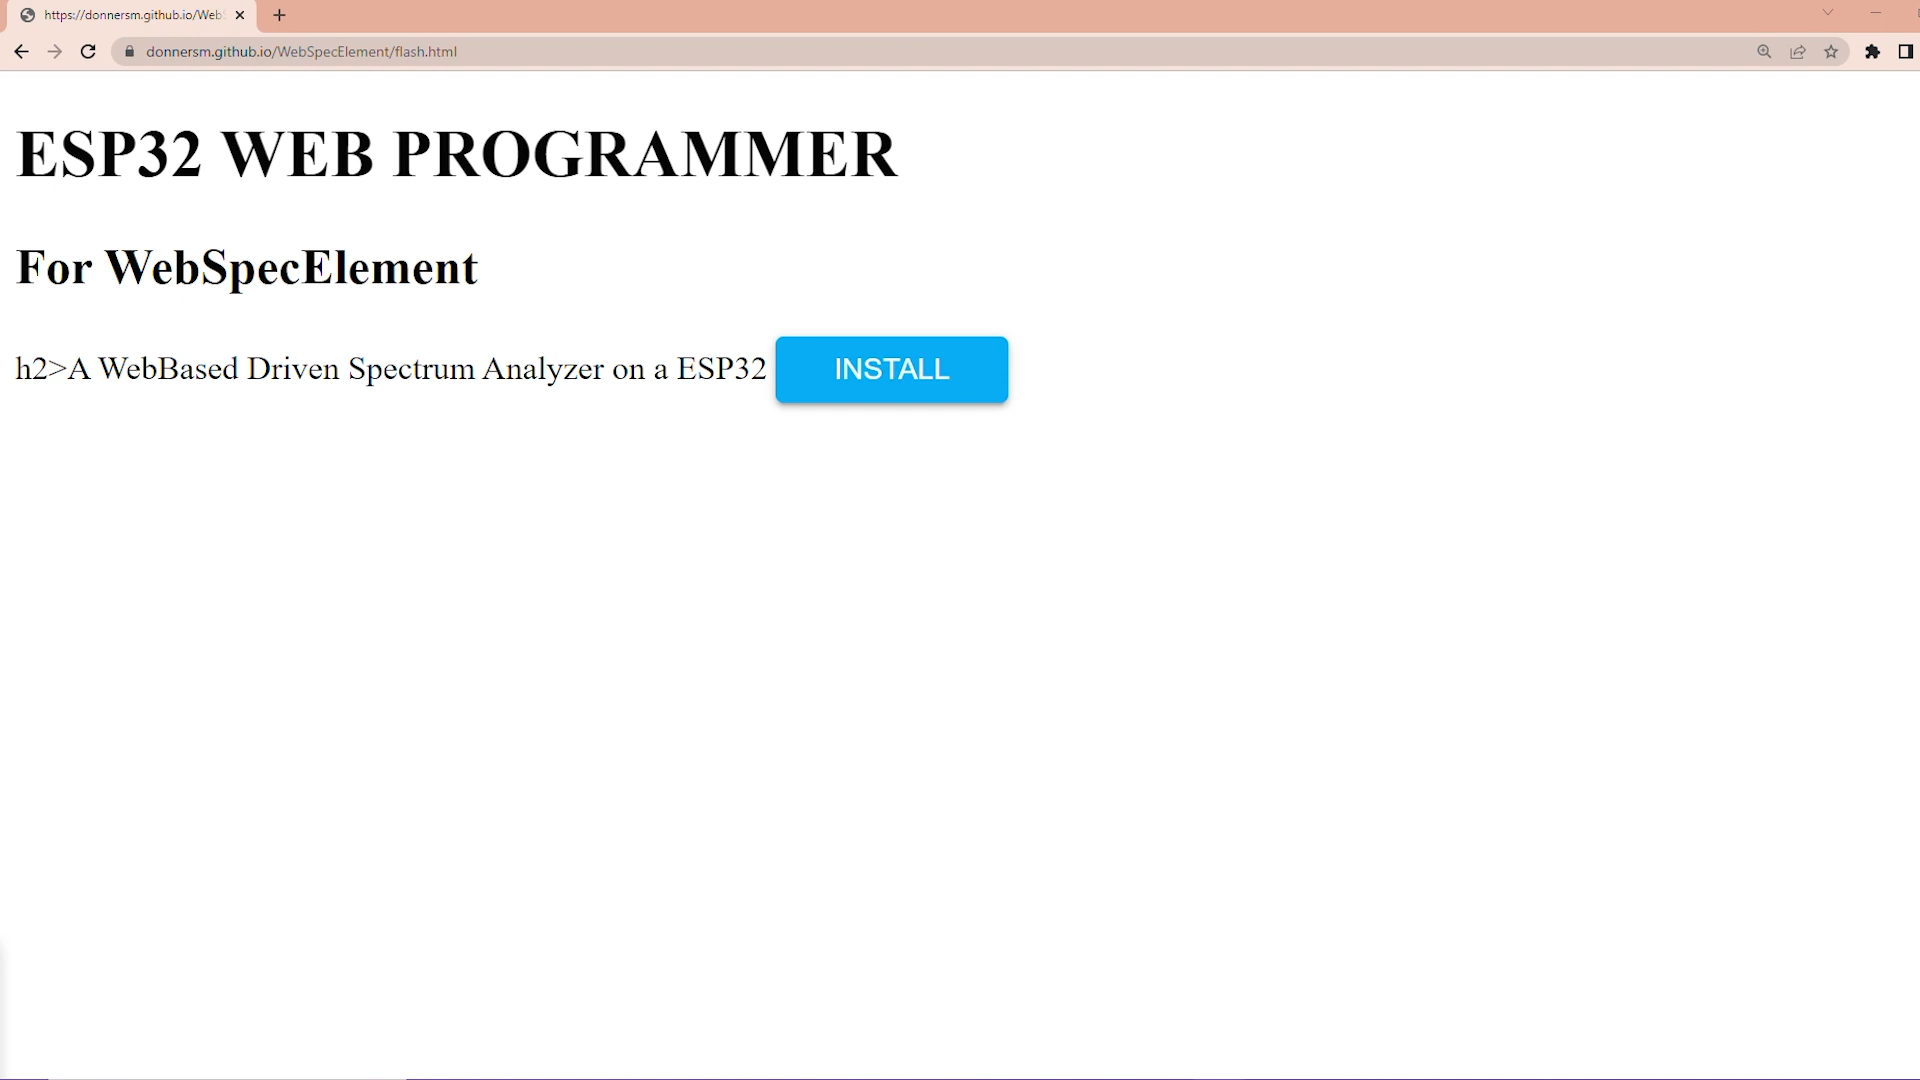 https://donnersm.github.io/WebS
donnersm.github.io/WebSpecElement/flash.html
ESP32 WEB PROGRAMMER
For WebSpecElement
h2>A WebBased Driven Spectrum Analyzer on a ESP32 INSTALL